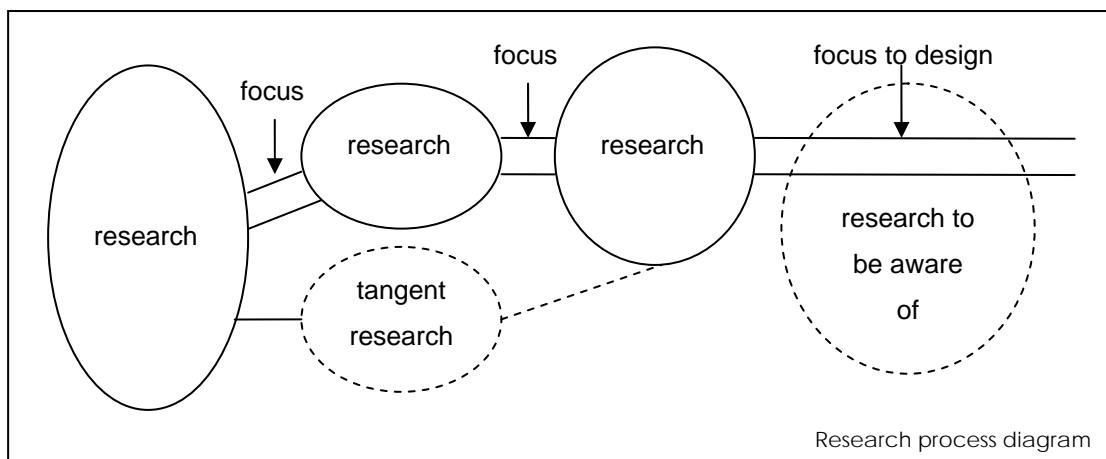 focus
focus
focus to design
research
research
research
tangent
research
research to
be aware
of
Research process diagram